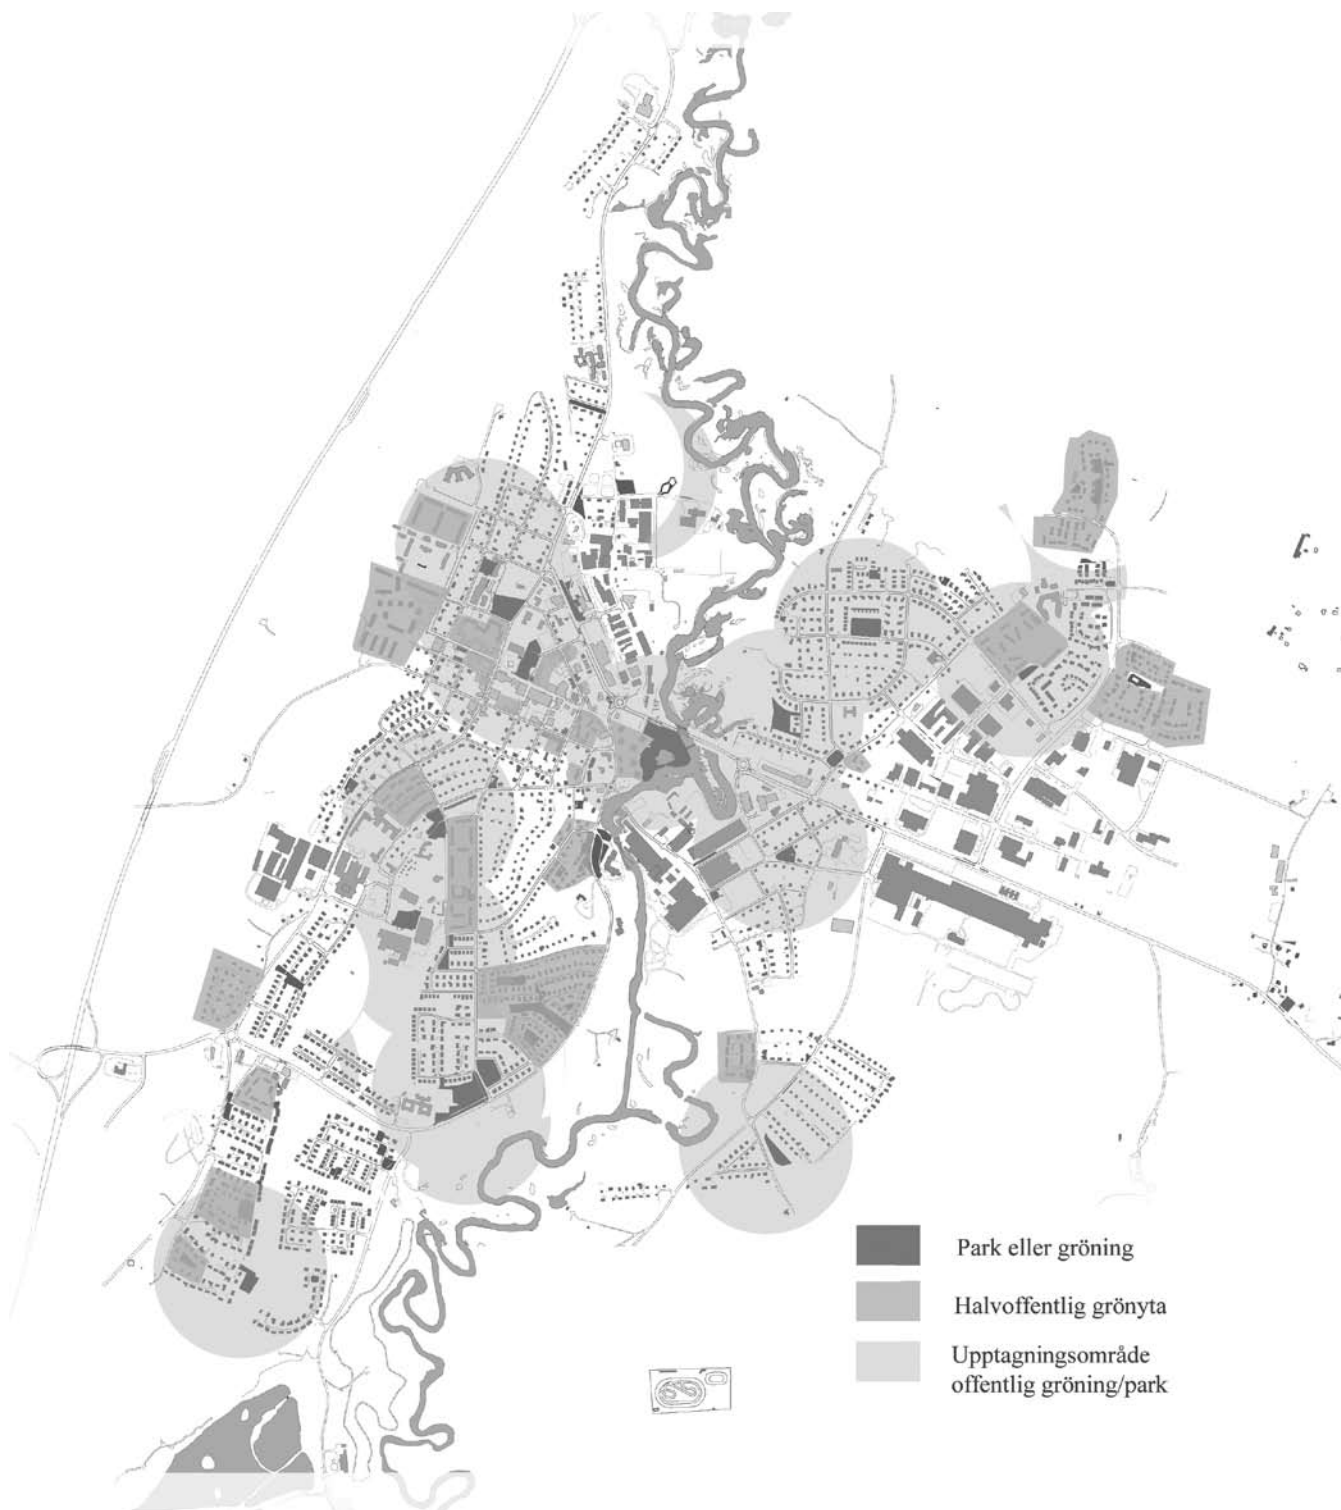 Park eller gröning
Halvoffentlig grönyta
Upptagningsområde
offentlig gröning/park